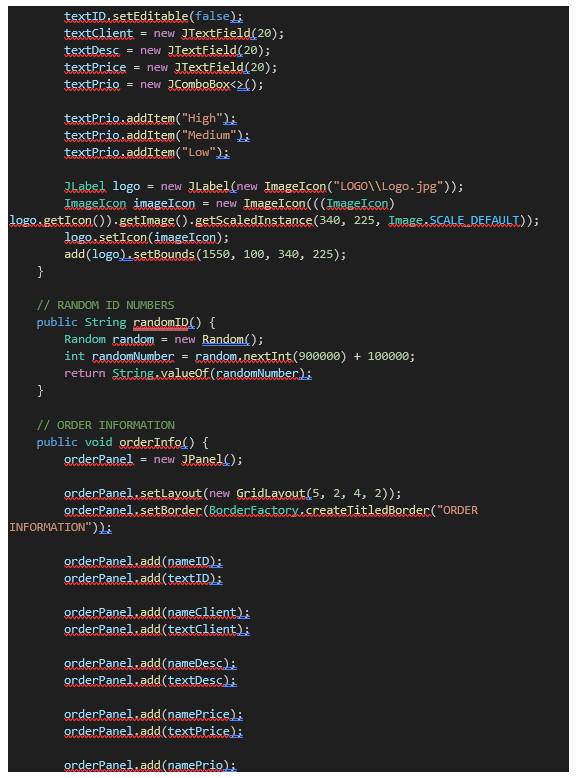 textID.setEditable(false);
textClient = new JTextField(20);
textDesc = new JTextField(20);
textPrice = new JTextField(20);
textPrio = new JComboBox<>();
textPrio.addItem("High");
textPrio.addItem("Medium");
textPrio.addItem("Low");
JLabel logo = new JLabel(new ImageIcon("LOGO\\Logo.jpg"));
ImageIcon imageIcon = new ImageIcon(((ImageIcon)
logo.getIcon()).getImage().getScaledInstance(340, 225, Image.SCALE_DEFAULT));
logo.setIcon(imageIcon);
add(logo).setBounds(1550, 100, 340, 225);
}
// RANDOM ID NUMBERS
public String randomID() {
Random random = new Random();
int randomNumber = random.nextInt(900000) + 100000;
return String.valueOf(randomNumber);
}
// ORDER INFORMATION
public void orderInfo() {
orderPanel = new JPanel();
orderPanel.setLayout(new GridLayout(5, 2, 4, 2));
orderPanel.setBorder(BorderFactory.createTitledBorder("ORDER
INFORMATION"));
orderPanel.add(nameID);
orderPanel.add(textID);
orderPanel.add(nameClient);
orderPanel.add(textClient);
orderPanel.add(nameDesc);
orderPanel.add(textDesc);
orderPanel.add(namePrice);
orderPanel.add(textPrice);
orderPanel.add(namePrio);